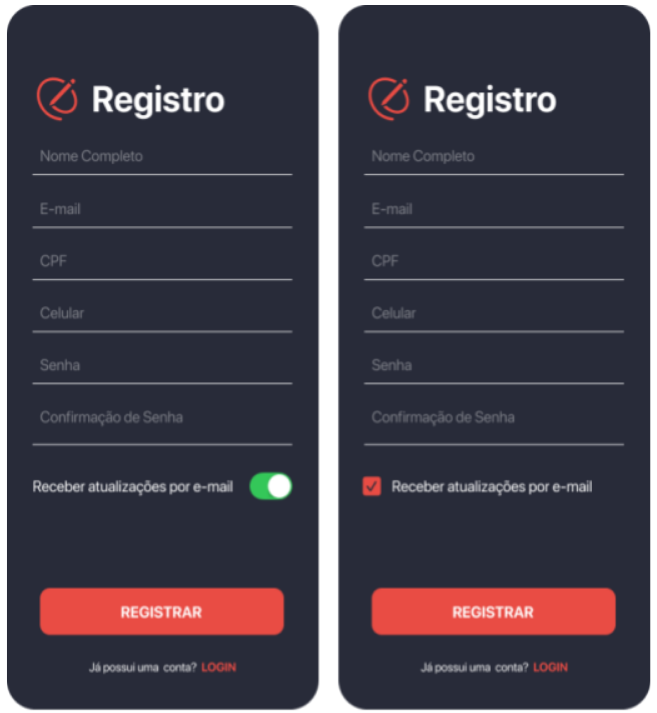 Registro
Nome Completo
E-mail
CPF
Celular
Senha
Confirmação de Senha
Receber atualizações por e-mail
REGISTRAR
Já possui uma conta? LOGIN
Registro
Nome Completo
E-mail
CPF
Celular
Senha
Confirmação de Senha
Receber atualizações por e-mail
REGISTRAR
Já possui uma conta? LOGIN